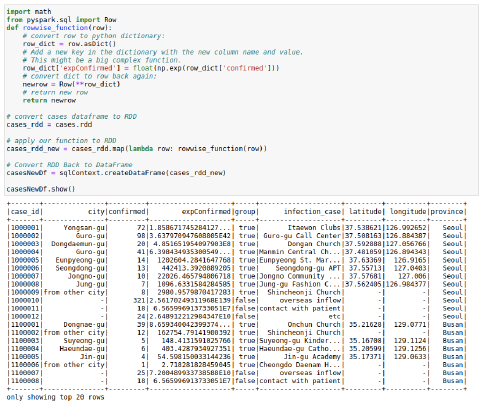 import math
from pyspark.sql import Row
def rowwise_function(row):
# convert row to python dictionary:
row_dict = row.asDict()
# Add a new key in the dictionary with the new column name and value.
# This might be a big complex function.
row_dict['expConfirmed'] = float(np.exp(row_dict['confirmed']))
# convert dict to row back again:
newrow = Row(**row_dict)
# return new row
return newrow
# convert cases dataframe to RDD
cases_rdd = cases.rdd
# apply our function to RDD
cases_rdd_new = cases_rdd.map(lambda row: rowwise_function(row))
# Convert RDD Back to DataFrame
casesNewDf = sqlContext.createDataFrame(cases_rdd_new)
casesNewDf.show()
|case_id| city|confirmed| expConfirmed|group| infection_case| latitude| longitude|province|
|1000001| Yongsan-gu| 72|1.858671745284127...| true| Itaewon Clubs| 37.538621|126.992652| Seoul|
|1000002| Guro-gu| 98|3.637970947608805E42| true| Guro-gu Call Center| 37.508163|126.884387| Seoul|
|1000003| Dongdaemun-gu| 20| 4.851651954097903E8| true| Dongan Church| 37.592888|127.056766| Seoul|
|1000004| Guro-gu| 41|6.398434935300549...| true|Manmin Central Ch...| 37.481059|126.894343| Seoul|
|1000005| Eunpyeong-gu| 14| 1202604.2841647768| true|Eunpyeong St. Mar...| 37.63369| 126.9165| Seoul|
|1000006| Seongdong-gu| 13| 442413.3920089205| true| Seongdong-gu APT| 37.55713| 127.0403| Seoul|
|1000007| Jongno-gu| 10| 22026.465794806718| true|Jongno Community ...| 37.57681| 127.006| Seoul|
|1000008| Jung-gu| 7| 1096.6331584284585| true|Jung-gu Fashion C...| 37.562405|126.984377| Seoul|
|1000009|from other city| 8| 2980.9579870417283| true| Shincheonji Church| -| -| Seoul|
|1000010| -| 321|2.56170249311968E139|false| overseas inflow| -| -| Seoul|
|1000011| -| 18| 6.565996913733051E7|false|contact with patient| -| -| Seoul|
|1000012| -| 24|2.648912212984347E10|false| etc| -| -| Seoul|
|1100001| Dongnae-gu| 39|8.659340042399374...| true| Onchun Church| 35.21628| 129.0771| Busan|
|1100002|from other city| 12| 162754.79141900392| true| Shincheonji Church| -| -| Busan|
|1100003| Suyeong-gu| 5| 148.4131591025766| true|Suyeong-gu Kinder...| 35.16708| 129.1124| Busan|
|1100004| Haeundae-gu| 6| 403.4287934927351| true|Haeundae-gu Catho...| 35.20599| 129.1256| Busan|
|1100005| Jin-gu| 4| 54.598150033144236| true| Jin-gu Academy| 35.17371| 129.0633| Busan|
|1100006|from other city| 1| 2.718281828459045| true|Cheongdo Daenam H...| -| -| Busan|
|1100007| -| 25|7.200489933738588E10|false| overseas inflow| -| -| Busan|
|1100008| -| 18| 6.565996913733051E7|false|contact with patient| -| -| Busan|
only showing top 20 rows